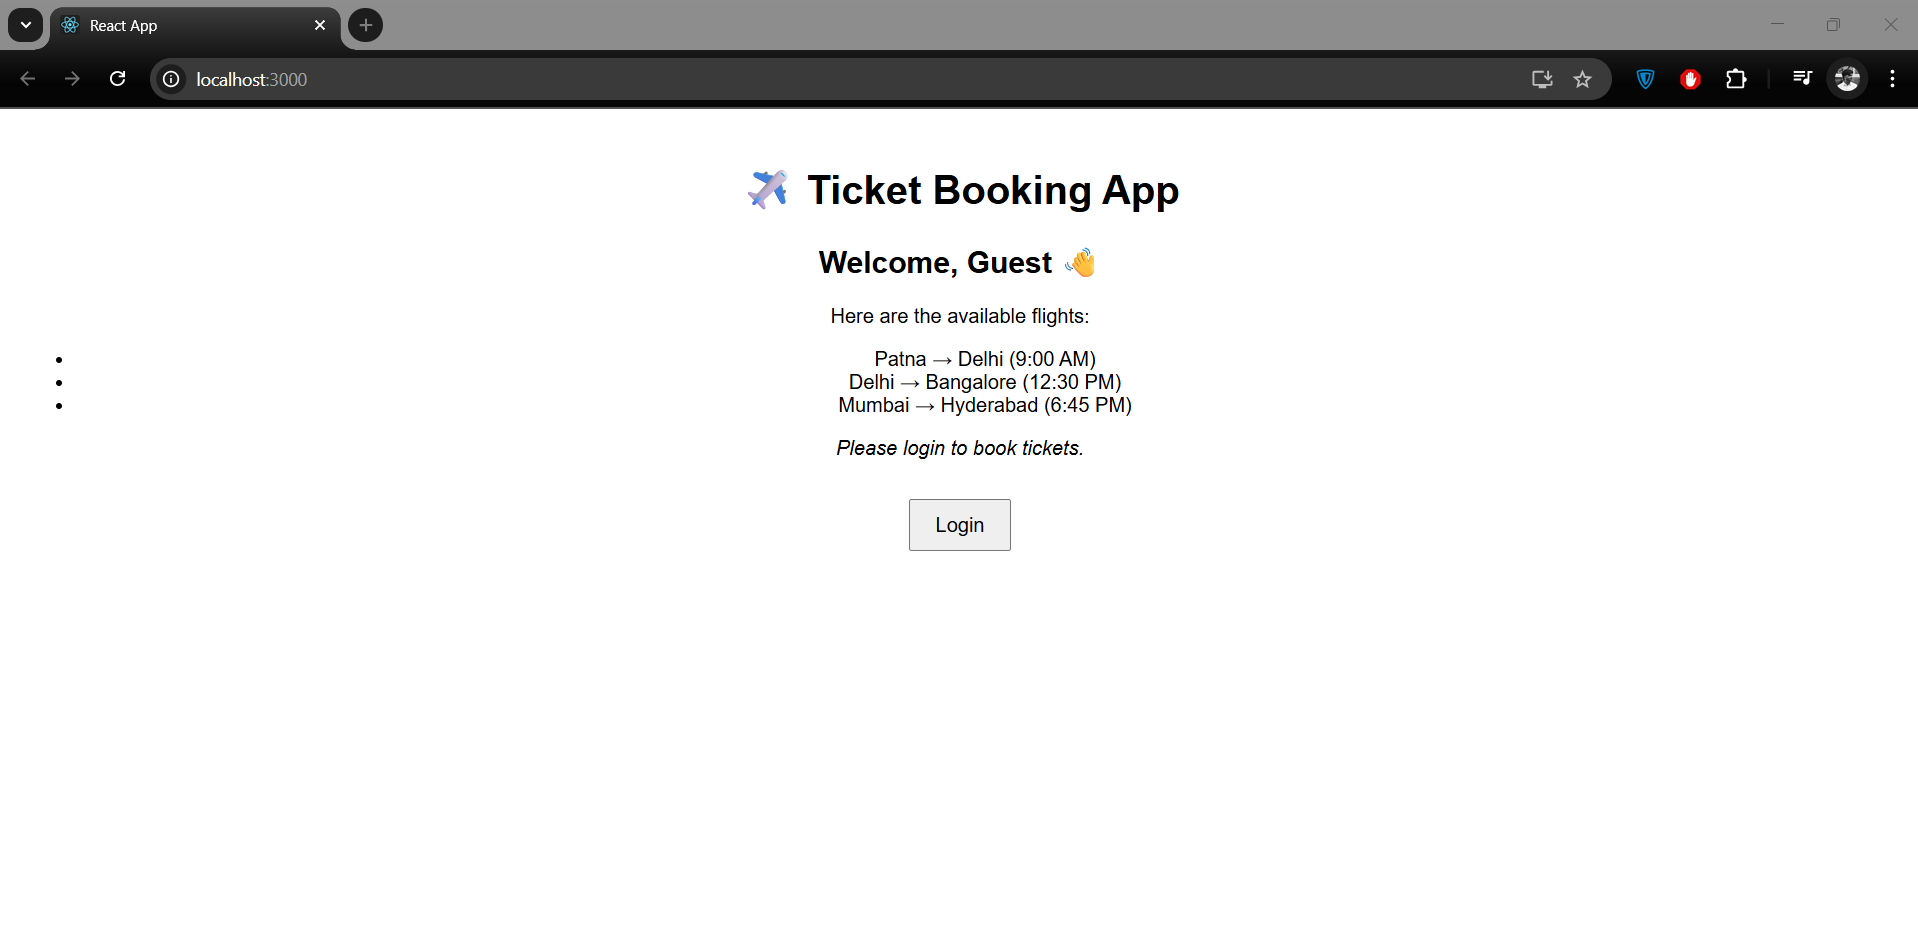 React App
localhost:3000
✈️ Ticket Booking App
Welcome, Guest 👋
Here are the available flights:
• Patna → Delhi (9:00 AM)
• Delhi → Bangalore (12:30 PM)
• Mumbai → Hyderabad (6:45 PM)
Please login to book tickets.
Login